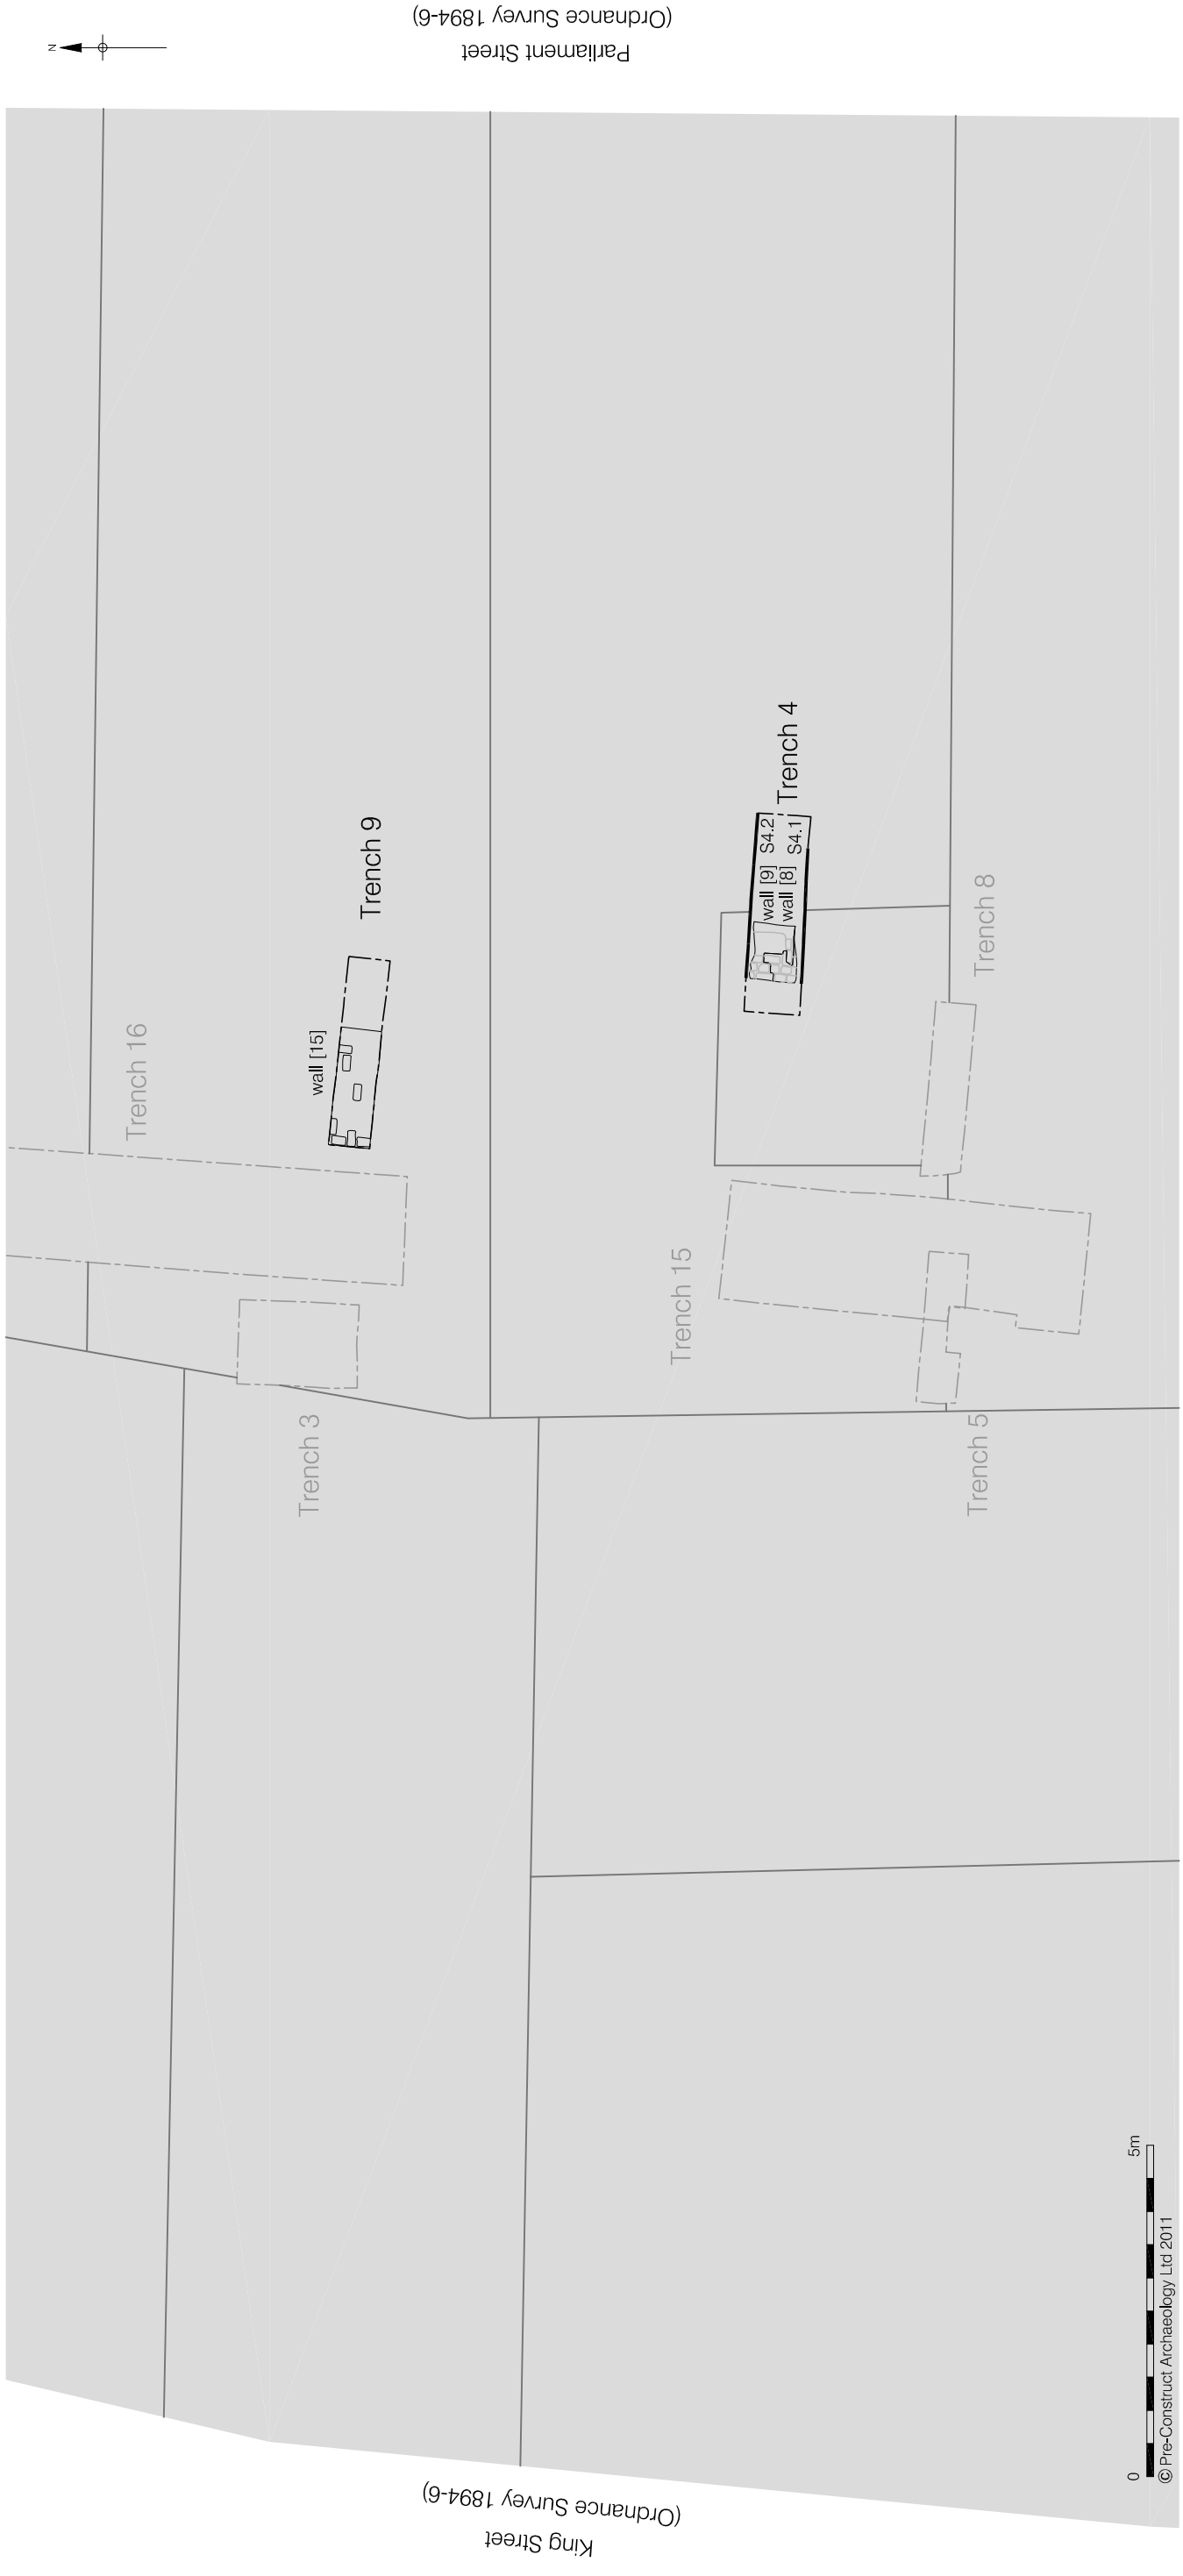 N
Parliament Street
(Ordnance Survey 1894-6)
Trench 4
S4.2
S4.1
wall [9]
wall [8]
Trench 9
wall [15]
Trench 8
Trench 16
Trench 15
Trench 3
Trench 5
0
5m
© Pre-Construct Archaeology Ltd 2011
King Street
(Ordnance Survey 1894-6)